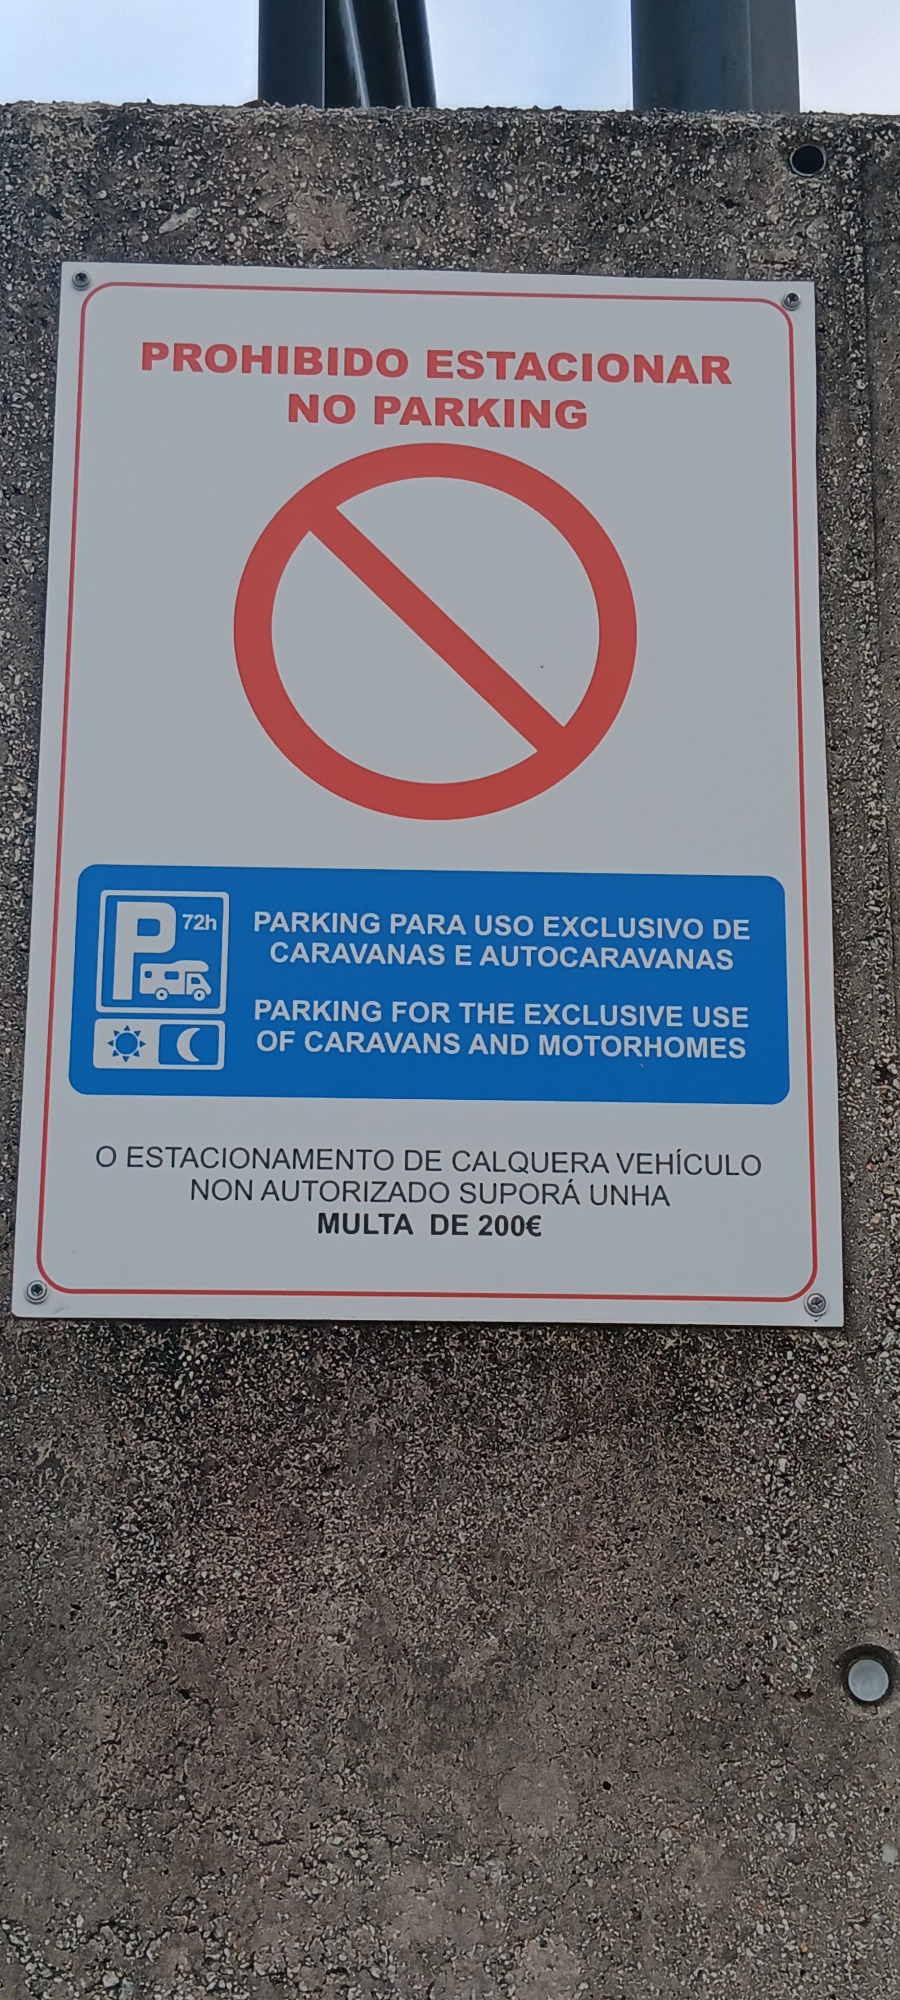 PROHIBIDO ESTACIONAR
NO PARKING
P 72h
PARKING PARA USO EXCLUSIVO DE
CARAVANAS E AUTOCARAVANAS
PARKING FOR THE EXCLUSIVE USE
OF CARAVANS AND MOTORHOMES
O ESTACIONAMENTO DE CALQUERA VEHÍCULO
NON AUTORIZADO SUPORÁ UNHA
MULTA DE 200€